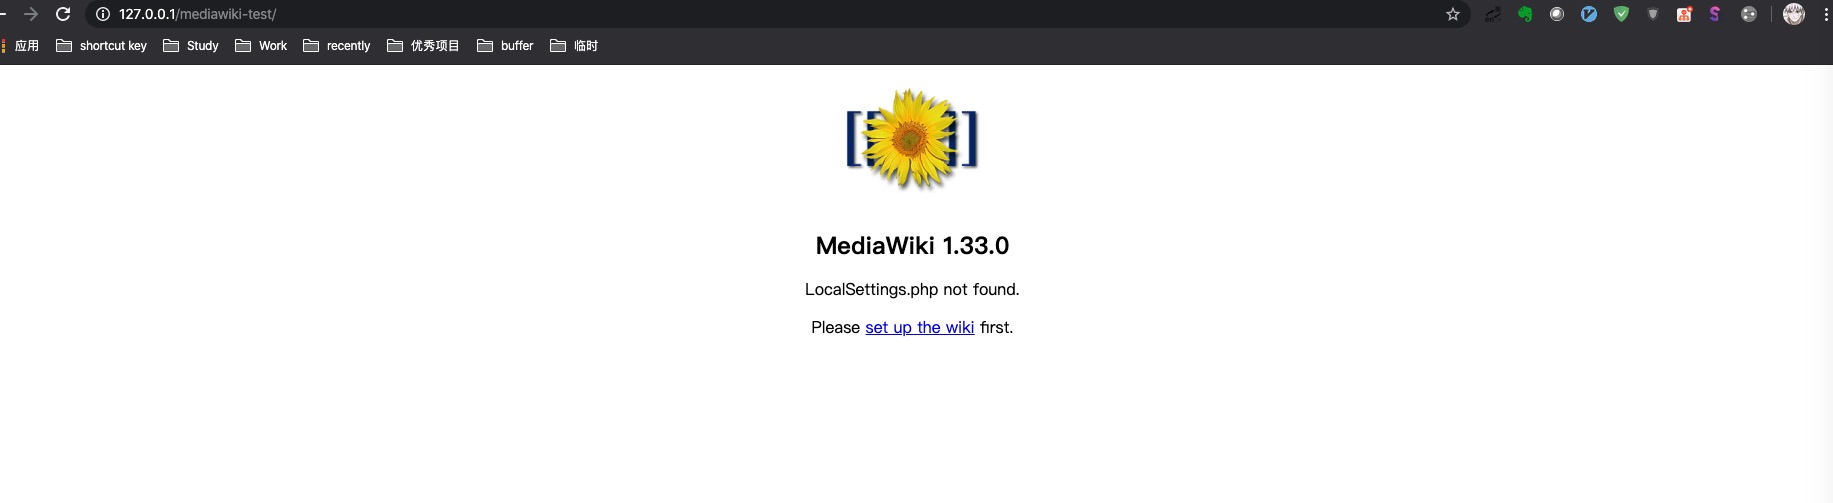 127.0.0.1/mediawiki-test/
应用 shortcut key Study Work recently 优秀项目 buffer 临时
MediaWiki 1.33.0
LocalSettings.php not found.
Please set up the wiki first.